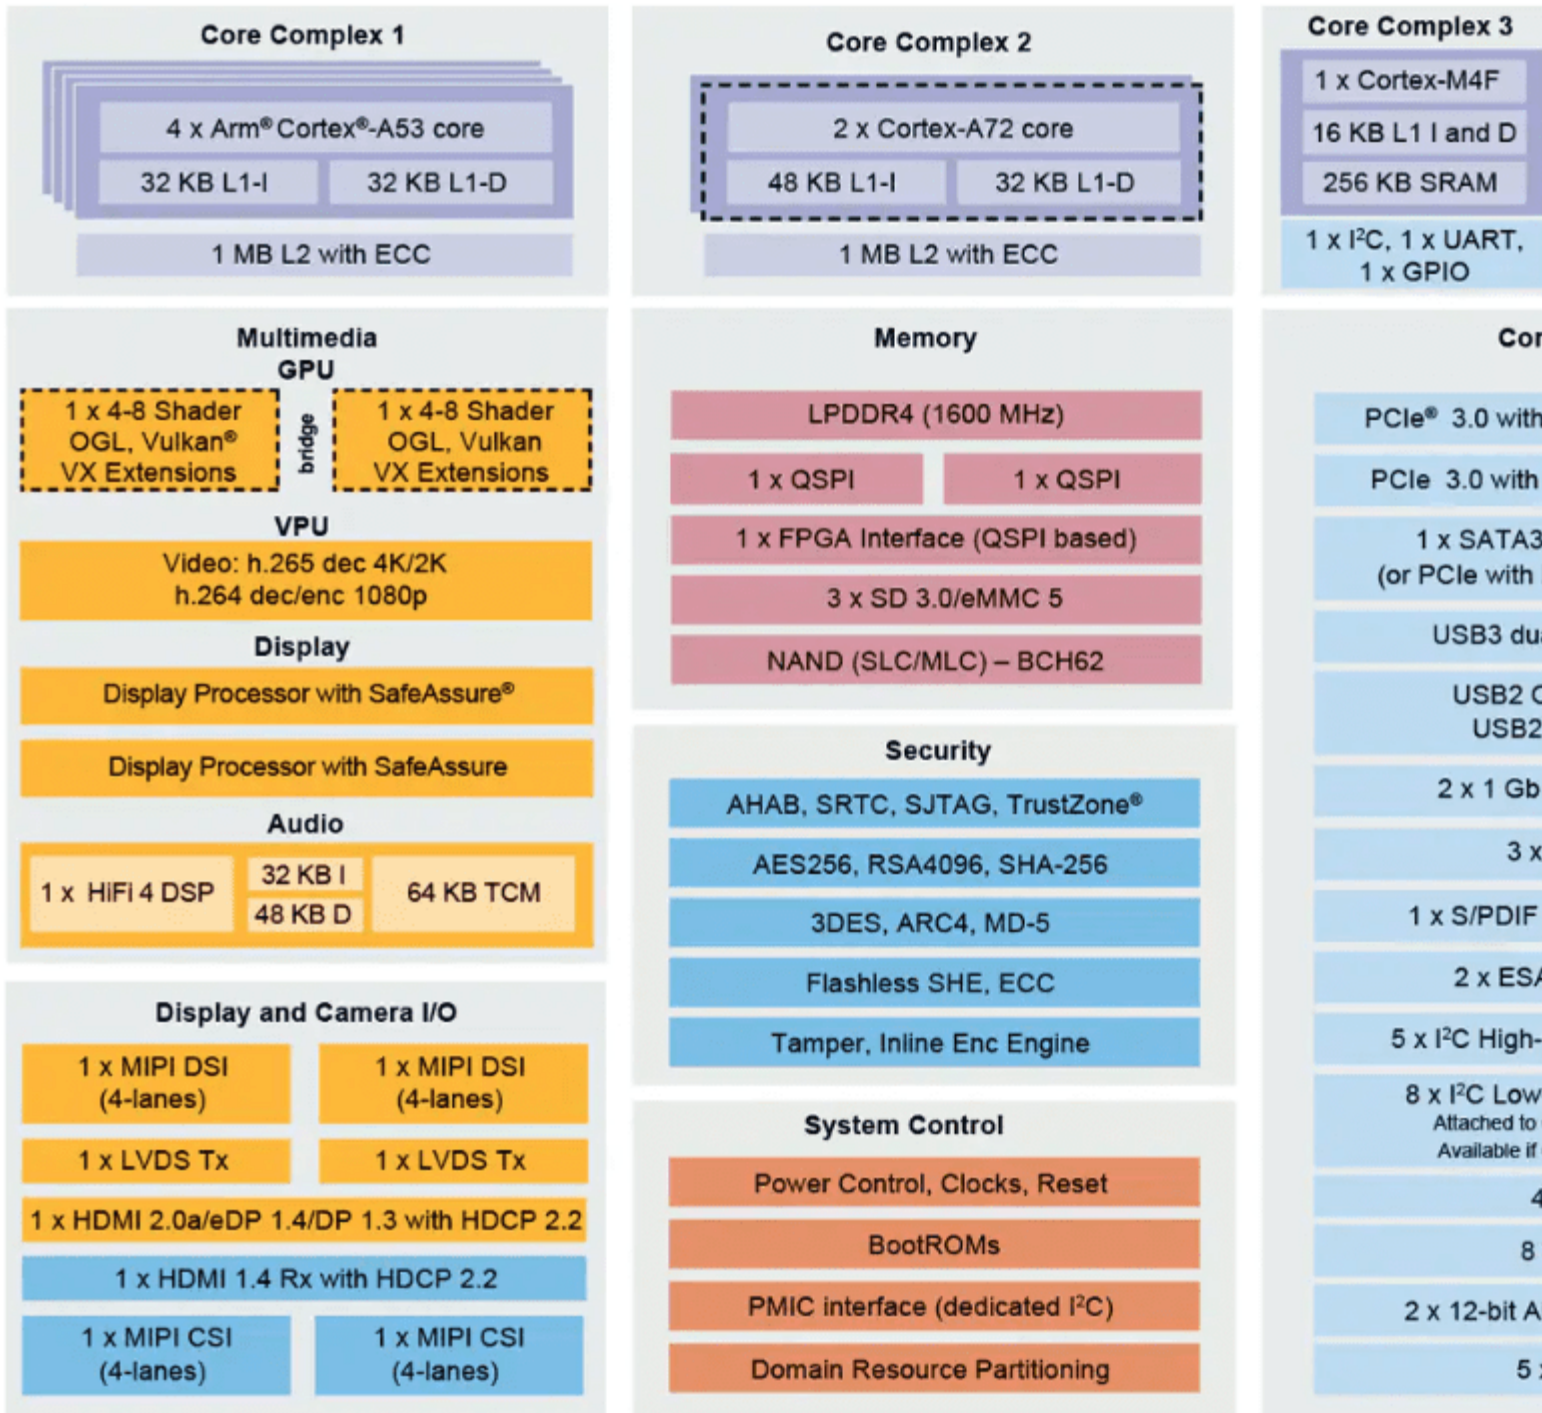 Core Complex 1
4 x Arm® Cortex®-A53 core
32 KB L1-I
32 KB L1-D
1 MB L2 with ECC
Core Complex 2
2 x Cortex-A72 core
48 KB L1-I
32 KB L1-D
1 MB L2 with ECC
Core Complex 3
1 x Cortex-M4F
16 KB L1 I and D
256 KB SRAM
1 x I²C, 1 x UART,
1 x GPIO
Multimedia
GPU
1 x 4-8 Shader
OGL, Vulkan®
VX Extensions
bridge
1 x 4-8 Shader
OGL, Vulkan
VX Extensions
VPU
Video: h.265 dec 4K/2K
h.264 dec/enc 1080p
Display
Display Processor with SafeAssure®
Display Processor with SafeAssure
Audio
1 x HiFi 4 DSP
32 KB I
48 KB D
64 KB TCM
Display and Camera I/O
1 x MIPI DSI
(4-lanes)
1 x MIPI DSI
(4-lanes)
1 x LVDS Tx
1 x LVDS Tx
1 x HDMI 2.0a/eDP 1.4/DP 1.3 with HDCP 2.2
1 x HDMI 1.4 Rx with HDCP 2.2
1 x MIPI CSI
(4-lanes)
1 x MIPI CSI
(4-lanes)
Memory
LPDDR4 (1600 MHz)
1 x QSPI
1 x QSPI
1 x FPGA Interface (QSPI based)
3 x SD 3.0/eMMC 5
NAND (SLC/MLC) – BCH62
Security
AHAB, SRTC, SJTAG, TrustZone®
AES256, RSA4096, SHA-256
3DES, ARC4, MD-5
Flashless SHE, ECC
Tamper, Inline Enc Engine
System Control
Power Control, Clocks, Reset
BootROMs
PMIC interface (dedicated I²C)
Domain Resource Partitioning
PCIe® 3.0 with
PCIe 3.0 with
1 x SATA3
(or PCIe with
USB3
USB2
USB2
2 x 1 Gb
3 x
1 x S/PDIF
2 x
5 x I²C High-
8 x I²C Low
Attached to
Available if
4
8
2 x 12-bit
5